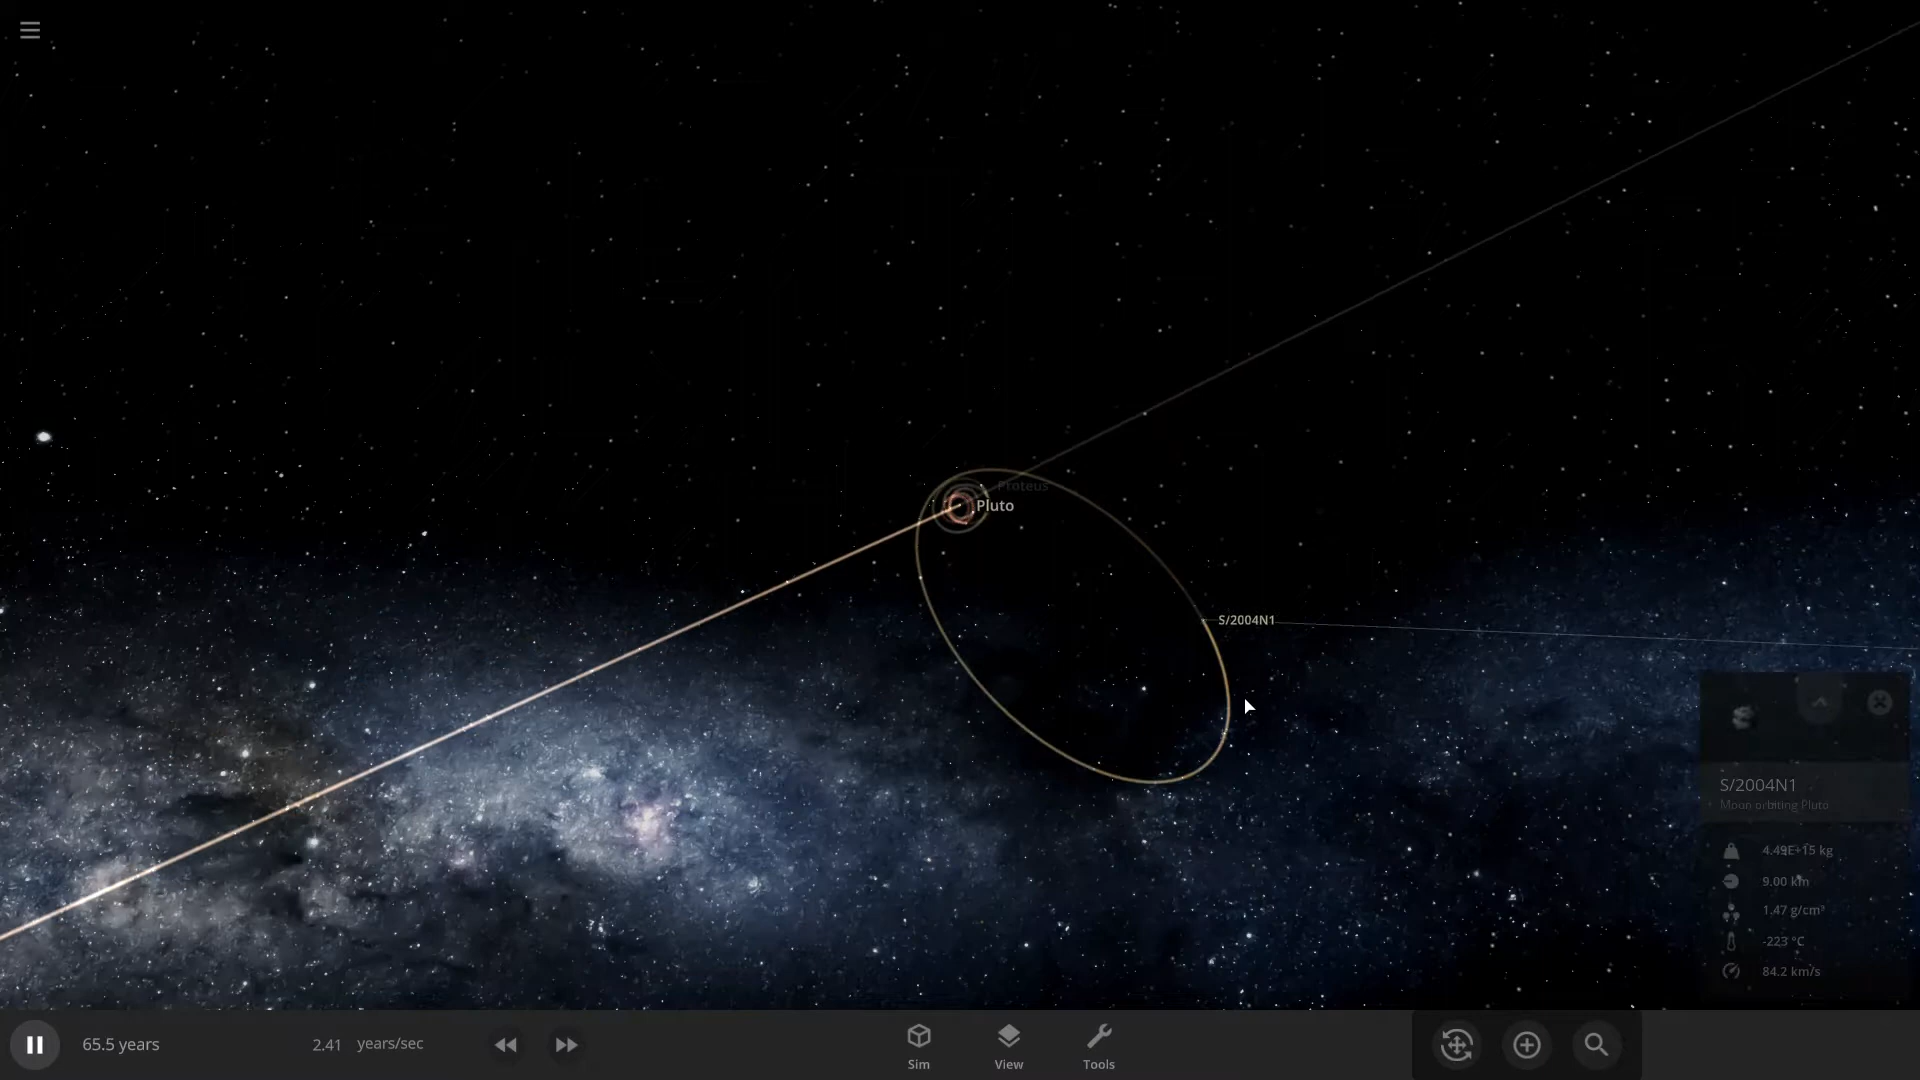 Proteus
Pluto
S/2004N1
S/2004N1
Moon orbiting Pluto
4.49E+15 kg
9.00 km
1.47 g/cm³
-223 °C
84.2 km/s
65.5 years
2.41 years/sec
Sim
View
Tools